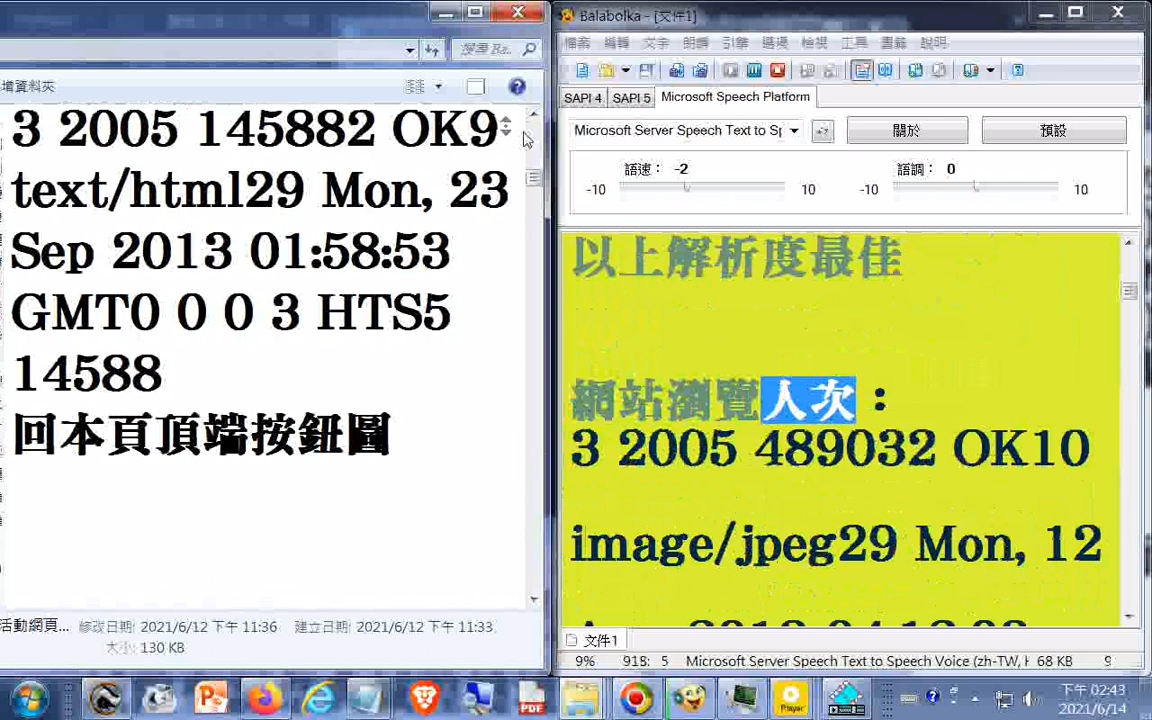 搜尋
增資料夾
3 2005 145882 OK9
text/html29 Mon, 23
Sep 2013 01:58:53
GMT0 0 0 3 HTS5
14588
回本頁頂端按鈕圖
活動網頁... 修改日期: 2021/6/12 下午 11:36 建立日期: 2021/6/12 下午 11:33
大小: 130 KB
Balabolka - [文件1]
檔案 編輯 文字 朗讀 引擎 選項 檢視 工具 書籤 說明
SAPI 4 SAPI 5 Microsoft Speech Platform
Microsoft Server Speech Text to Sp 關於 預設
語速: -2 語調: 0
-10 10 -10 10
以上解析度最佳
網站瀏覽人次:
3 2005 489032 OK10
image/jpeg29 Mon, 12
文件1
9% 918: 5 Microsoft Server Speech Text to Speech Voice (zh-TW, H 68 KB 9
PDF
Player
下午 02:43
2021/6/14